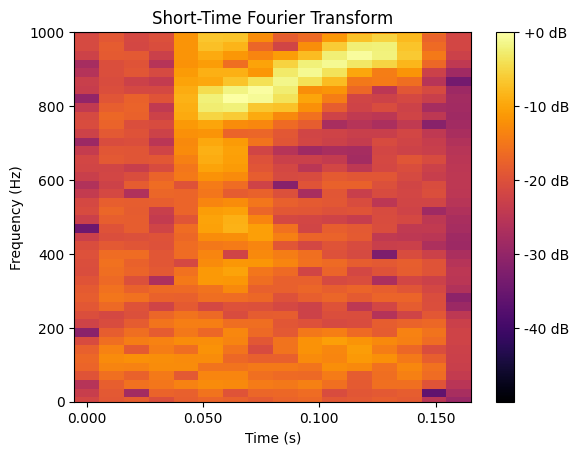 Short-Time Fourier Transform
1000
800
600
400
200
0
Frequency (Hz)
0.000
0.050
0.100
0.150
Time (s)
+0 dB
-10 dB
-20 dB
-30 dB
-40 dB